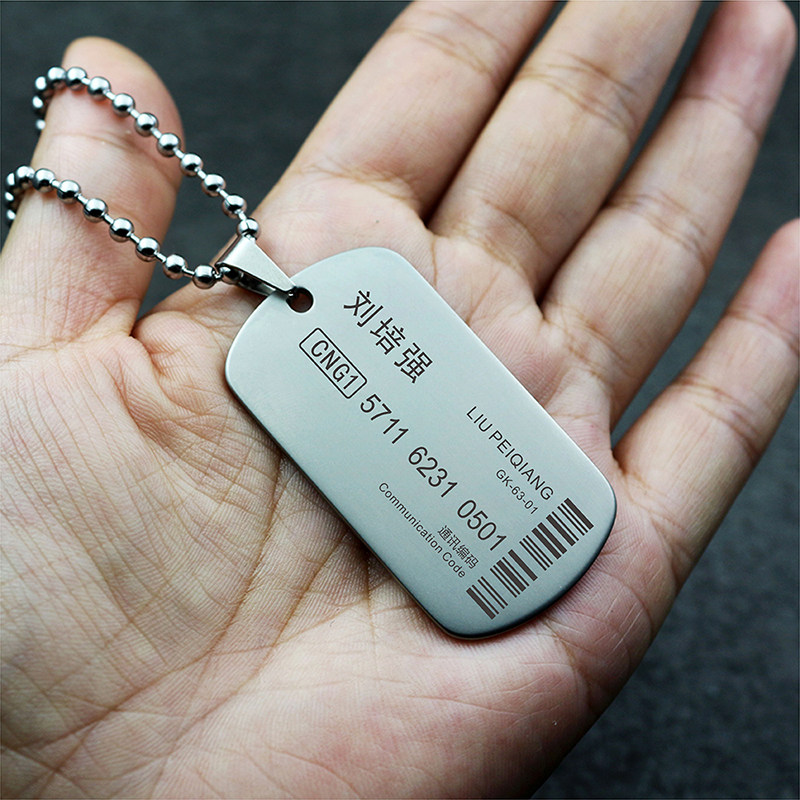 刘培强
CNG1 5711 6231 0501
LIU PEIQIANG
GK-63-01
通讯编码
Communication Code